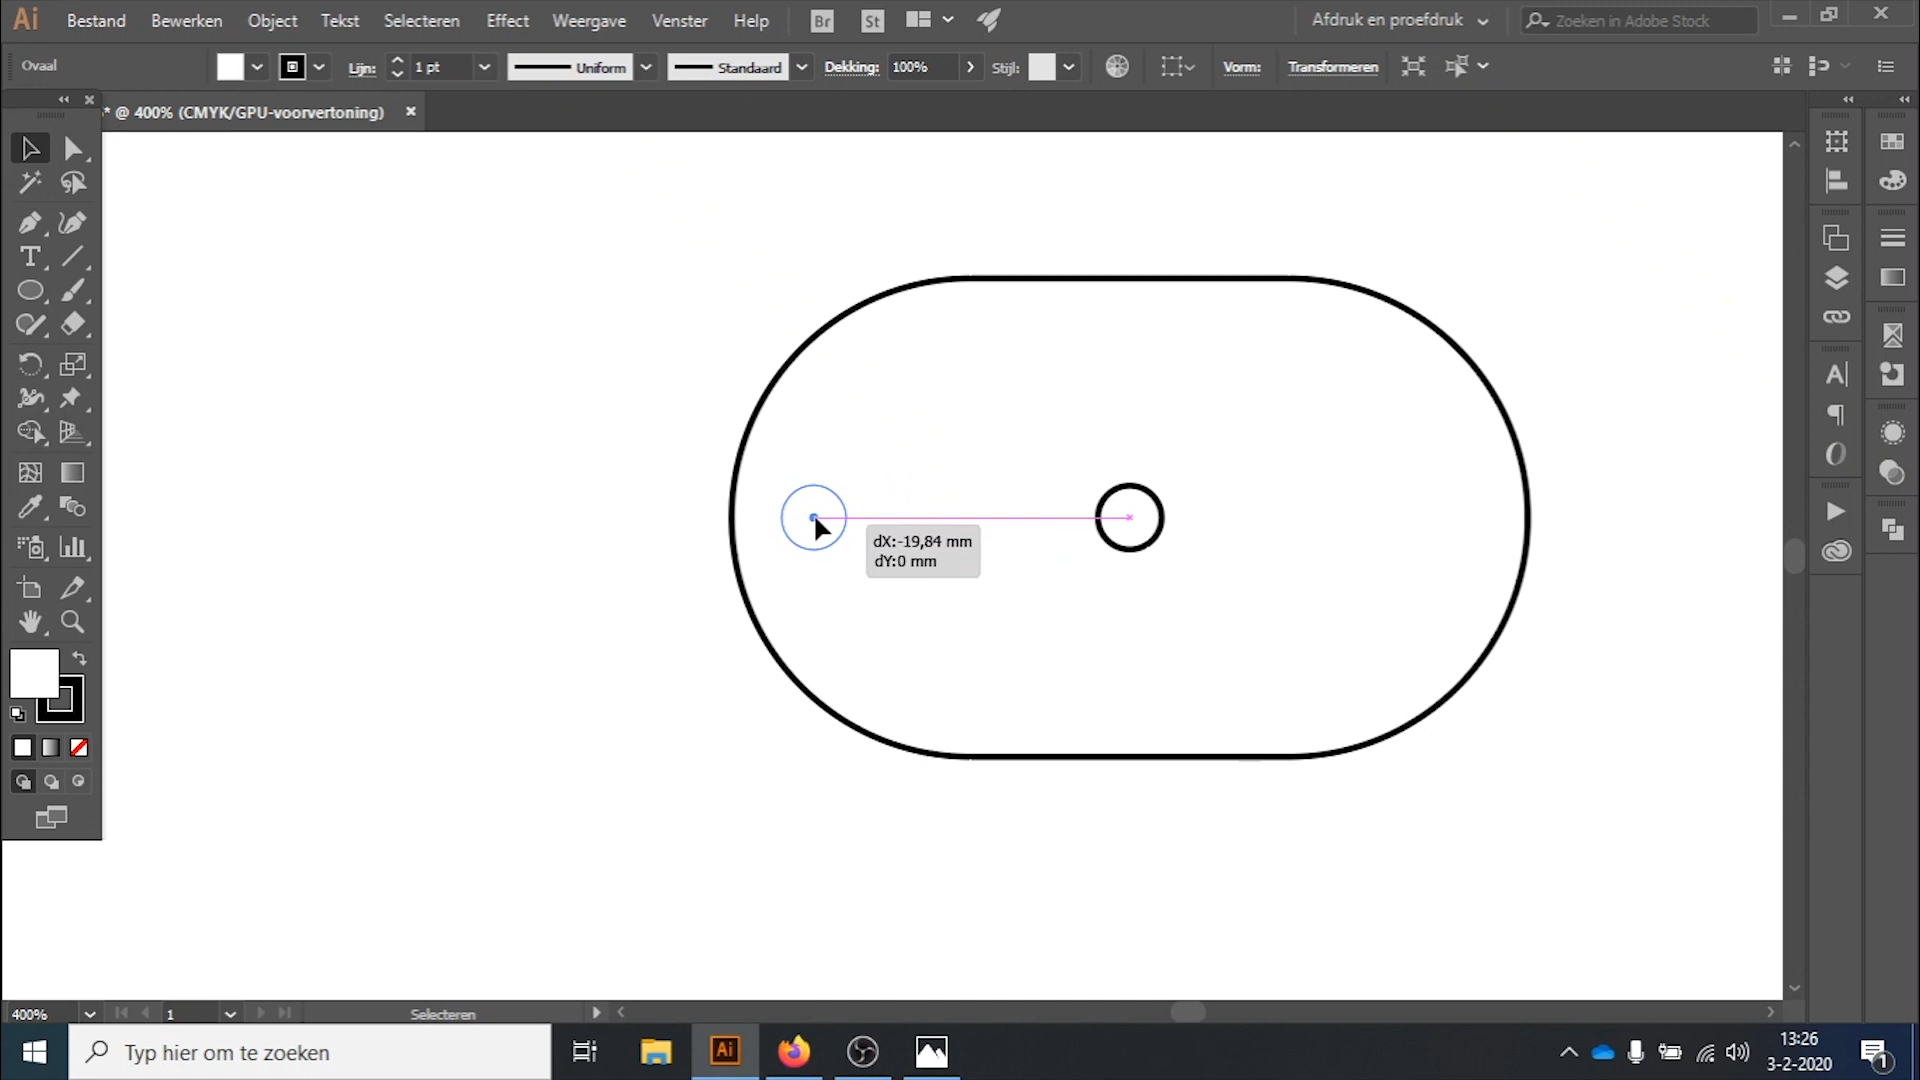 Ai Bestand Bewerken Object Tekst Selecteren Effect Weergave Venster Help Br St Afdruk en proefdruk Zoeken in Adobe Stock
Ovaal Lijn: 1 pt Uniform Standaard Dekking: 100% Stijl: Vorm: Transformeren
* @ 400% (CMYK/GPU-voorvertoning)
dX:-19,84 mm
dY:0 mm
400% 1 Selecteren
Typ hier om te zoeken
Ai
13:26
3-2-2020
1